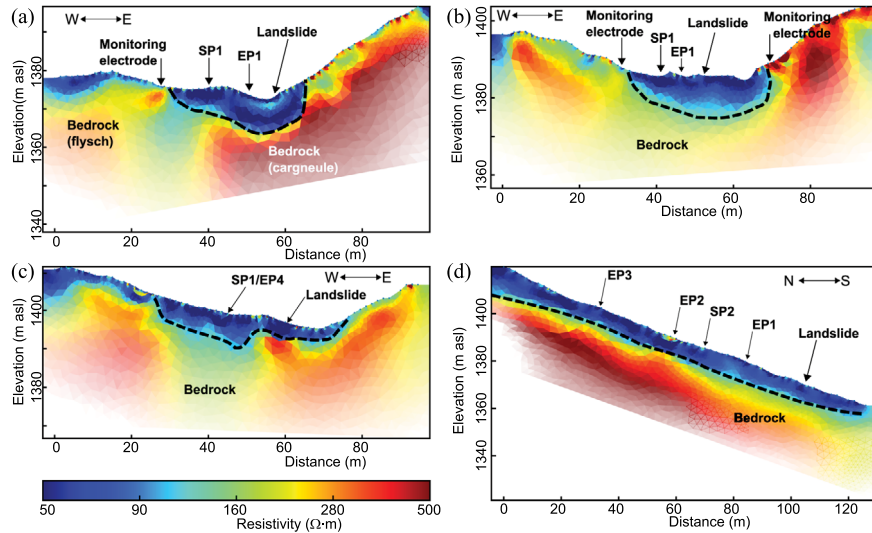 (a)
W E
Monitoring
electrode
SP1
EP1
Landslide
Elevation(m asl)
1380
1360
1340
Bedrock
(flysch)
Bedrock
(cargneule)
0 20 40 60 80
Distance (m)
(b)
W E
Monitoring
electrode
SP1
EP1
Landslide
Monitoring
electrode
Elevation (m asl)
1400
1380
1360
Bedrock
0 20 40 60 80
Distance (m)
(c)
SP1/EP4
W E
Landslide
Elevation (m asl)
1400
1380
Bedrock
0 20 40 60 80
Distance (m)
50 90 160 280 500
Resistivity (Ω·m)
(d)
N S
EP3
EP2
SP2
EP1
Landslide
Elevation (m asl)
1400
1380
1360
1340
Bedrock
0 20 40 60 80 100 120
Distance (m)